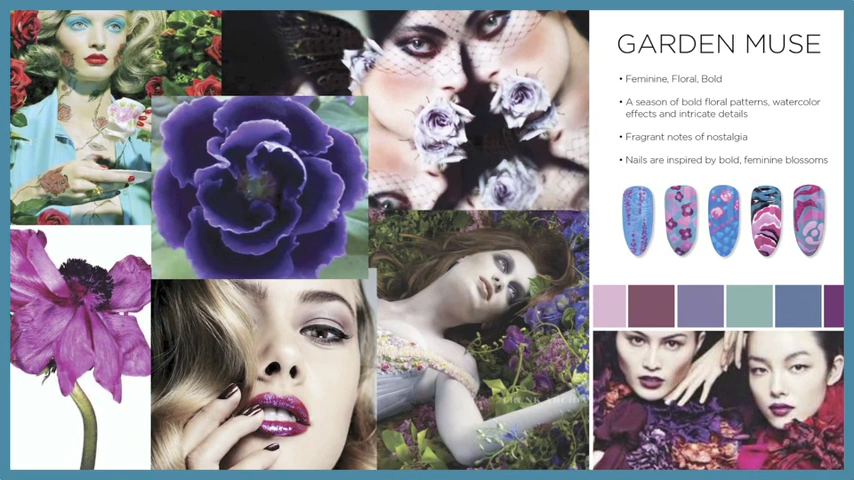 GARDEN MUSE
• Feminine, Floral, Bold
• A season of bold floral patterns, watercolor
effects and intricate details
• Fragrant notes of nostalgia
• Nails are inspired by bold, feminine blossoms